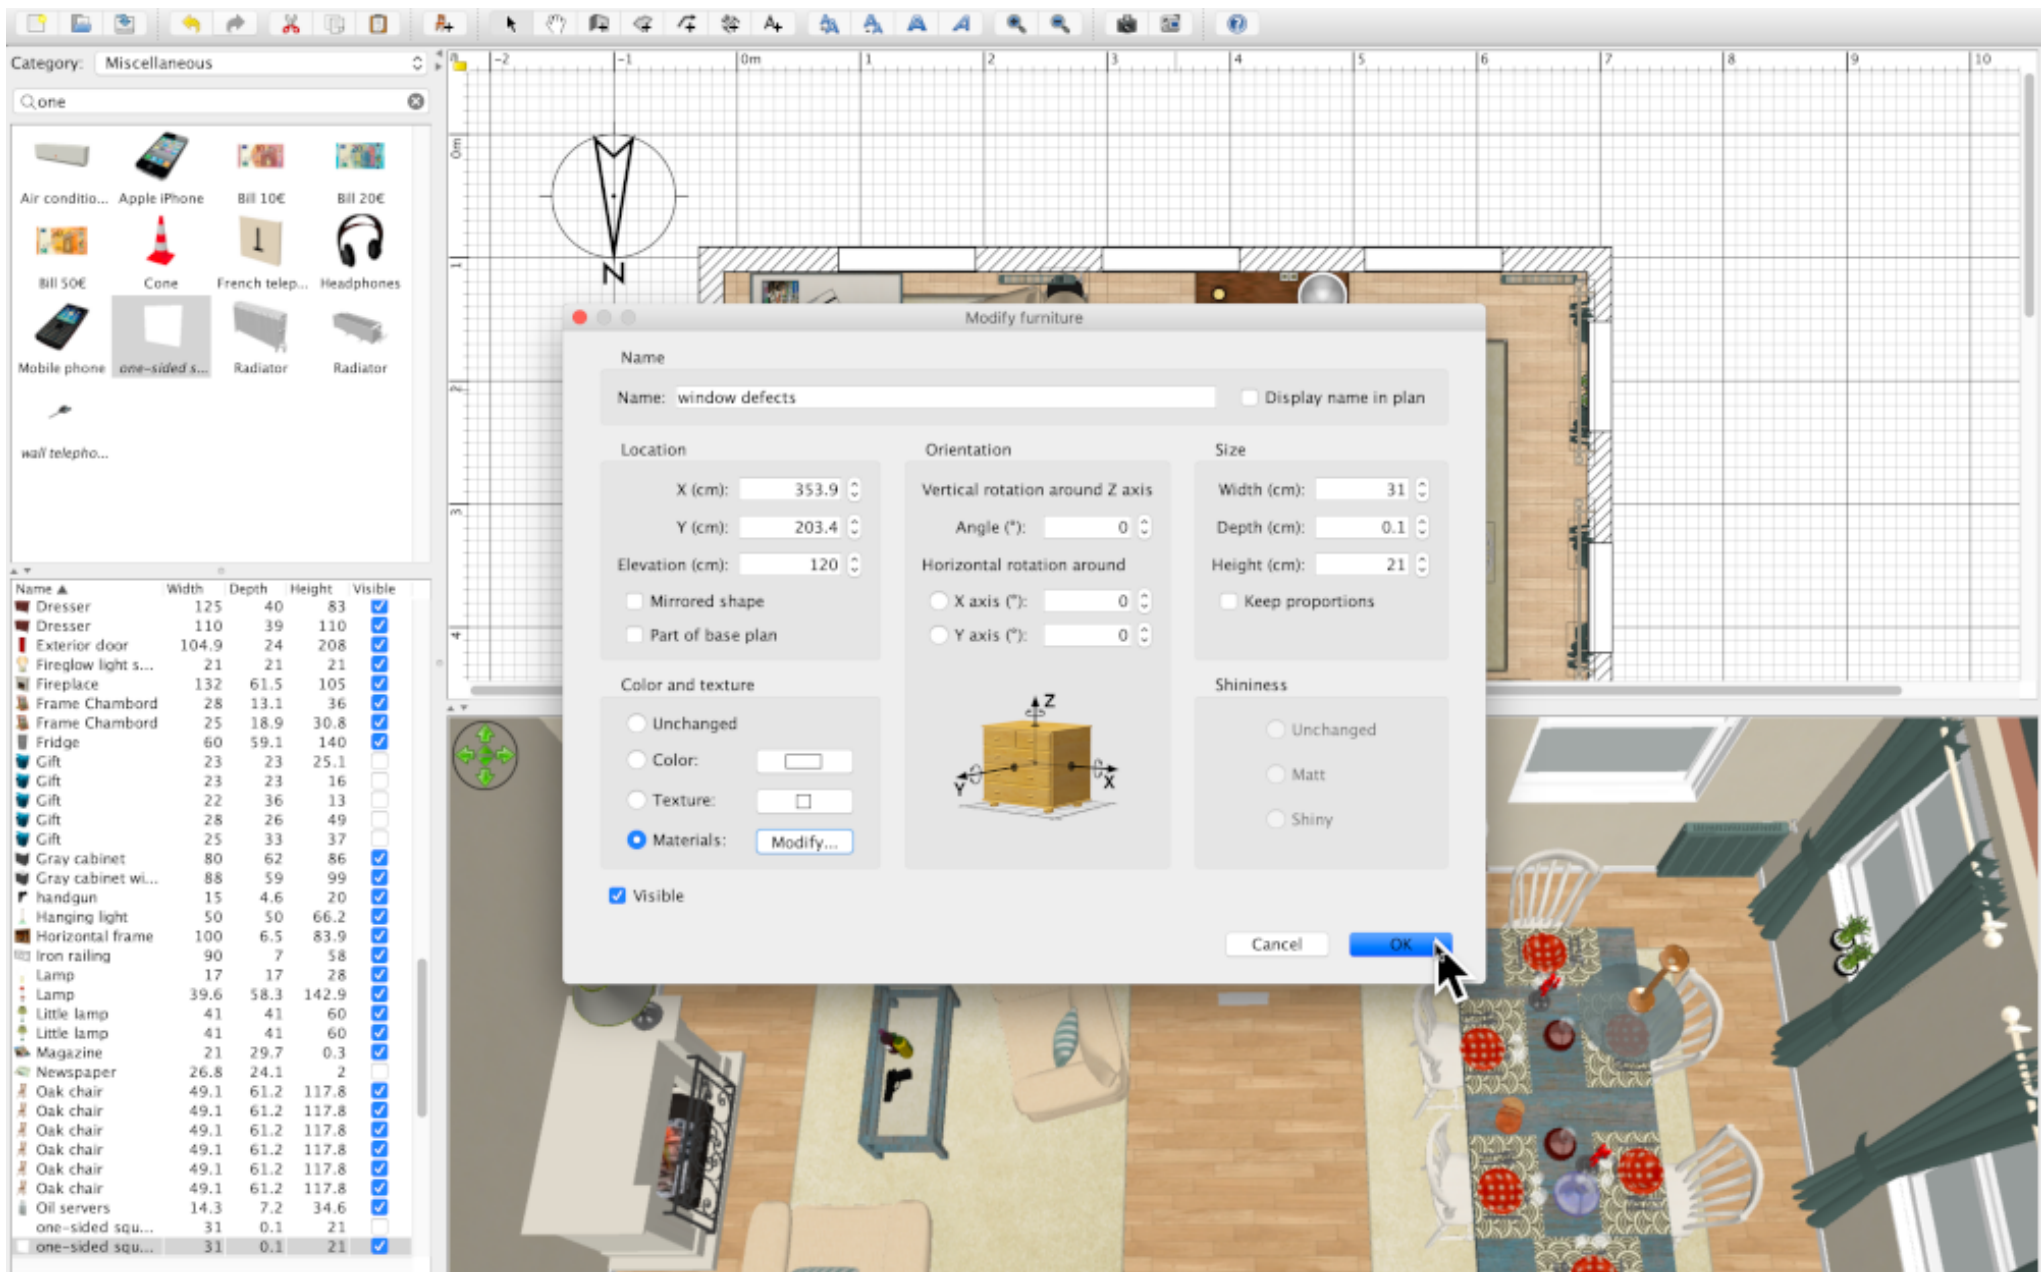 Category: Miscellaneous
one
Air conditio... Apple iPhone Bill 10€ Bill 20€
Bill 50€ Cone French telep... Headphones
Mobile phone one-sided s... Radiator Radiator
wall telepho...
Name Width Depth Height Visible
Dresser 125 40 83
Dresser 110 39 110
Exterior door 104.9 24 208
Fireglow light s... 21 21 21
Fireplace 132 61.5 105
Frame Chambord 28 13.1 36
Frame Chambord 25 18.9 30.8
Fridge 60 59.1 140
Gift 23 23 25.1
Gift 23 23 16
Gift 22 36 13
Gift 28 26 49
Gift 25 33 37
Gray cabinet 80 62 86
Gray cabinet wi... 88 59 99
handgun 15 4.6 20
Hanging light 50 50 66.2
Horizontal frame 100 6.5 83.9
Iron railing 90 7 58
Lamp 17 17 28
Lamp 39.6 58.3 142.9
Little lamp 41 41 60
Little lamp 41 41 60
Magazine 21 29.7 0.3
Newspaper 26.8 24.1 2
Oak chair 49.1 61.2 117.8
Oak chair 49.1 61.2 117.8
Oak chair 49.1 61.2 117.8
Oak chair 49.1 61.2 117.8
Oak chair 49.1 61.2 117.8
Oak chair 49.1 61.2 117.8
Oil servers 14.3 7.2 34.6
one-sided squ... 31 0.1 21
one-sided squ... 31 0.1 21
-2 -1 0m 1 2 3 4 5 6 7 8 9 10
0m
1
2
3
4
N
Modify furniture
Name
Name: window defects Display name in plan
Location Orientation Size
X (cm): 353.9 Vertical rotation around Z axis Width (cm): 31
Y (cm): 203.4 Angle (°): 0 Depth (cm): 0.1
Elevation (cm): 120 Horizontal rotation around Height (cm): 21
Mirrored shape X axis (°): 0 Keep proportions
Part of base plan Y axis (°): 0
Color and texture Shininess
Unchanged Z Unchanged
Color: Y X Matt
Texture: Shiny
Materials: Modify...
Visible
Cancel OK